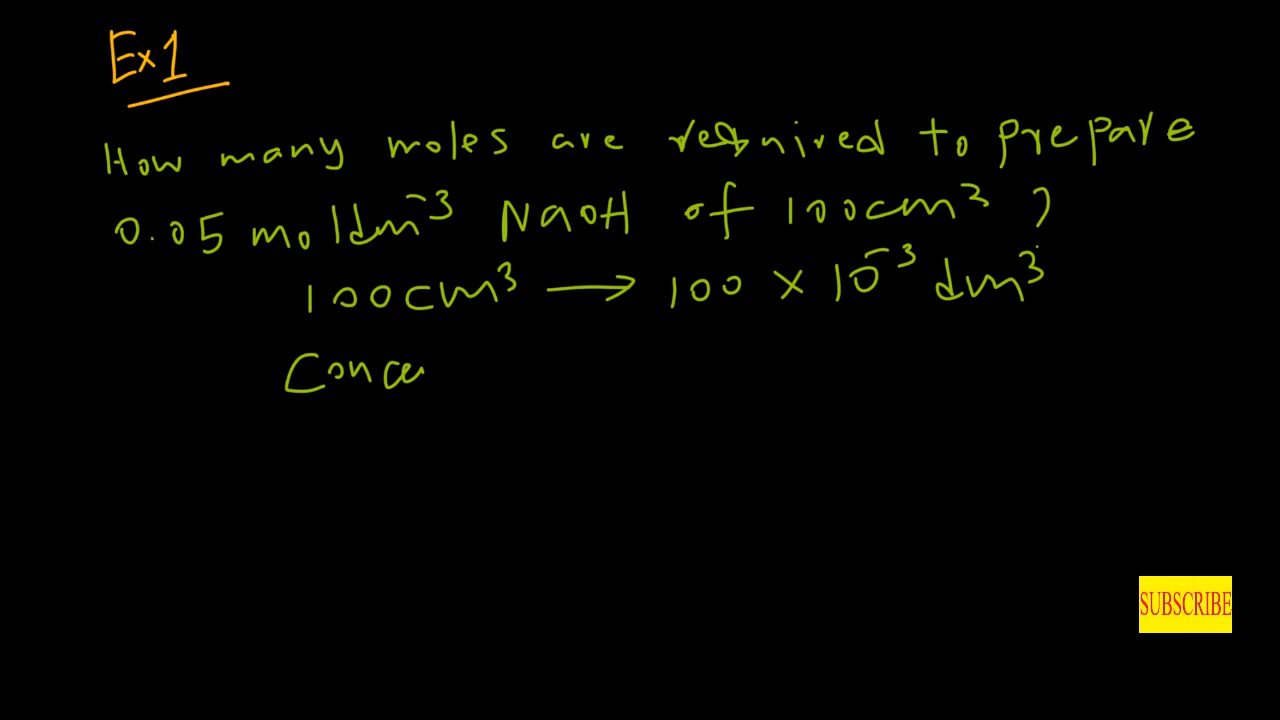 Ex1
How many moles are required to prepare
0.05 moldm⁻³ NaOH of 100cm³ ?
100cm³ → 100 × 10⁻³ dm³
Conce
SUBSCRIBE